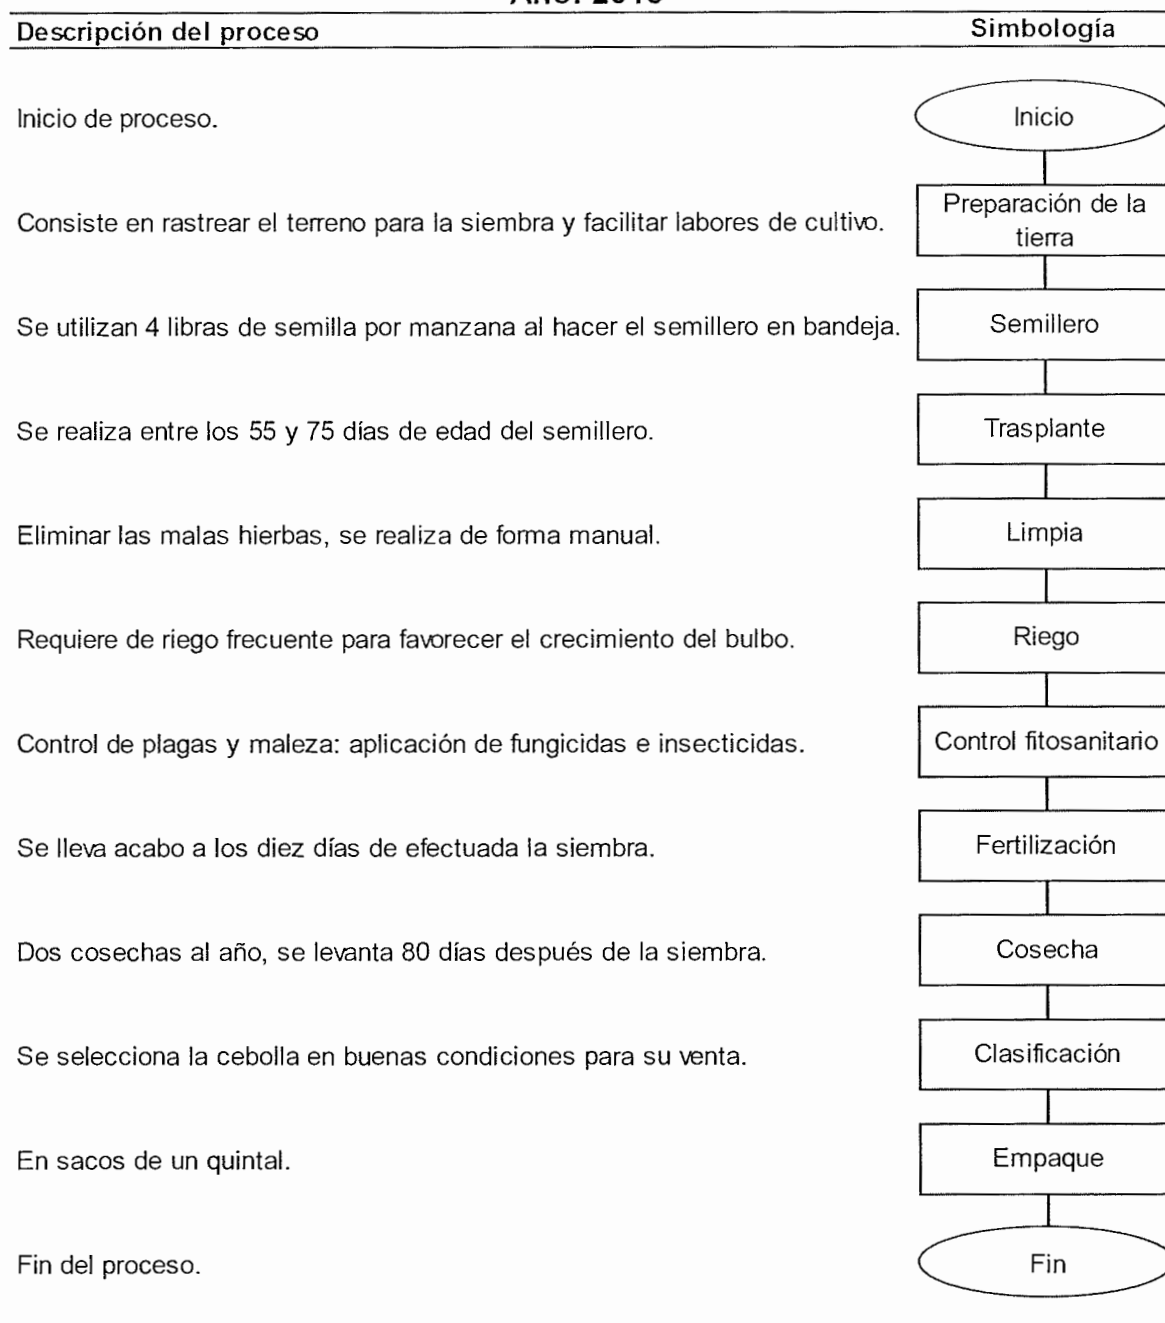 Descripción del proceso Simbología
Inicio de proceso. Inicio
Consiste en rastrear el terreno para la siembra y facilitar labores de cultivo. Preparación de la
tierra
Se utilizan 4 libras de semilla por manzana al hacer el semillero en bandeja. Semillero
Se realiza entre los 55 y 75 días de edad del semillero. Trasplante
Eliminar las malas hierbas, se realiza de forma manual. Limpia
Requiere de riego frecuente para favorecer el crecimiento del bulbo. Riego
Control de plagas y maleza: aplicación de fungicidas e insecticidas. Control fitosanitario
Se lleva acabo a los diez días de efectuada la siembra. Fertilización
Dos cosechas al año, se levanta 80 días después de la siembra. Cosecha
Se selecciona la cebolla en buenas condiciones para su venta. Clasificación
En sacos de un quintal. Empaque
Fin del proceso. Fin